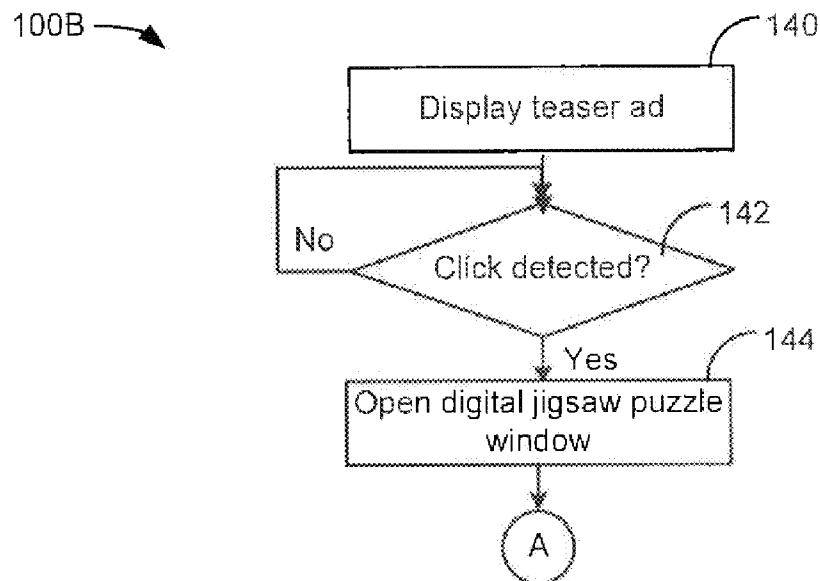 100B
140
Display teaser ad
142
No
Click detected?
144
Yes
Open digital jigsaw puzzle
window
A